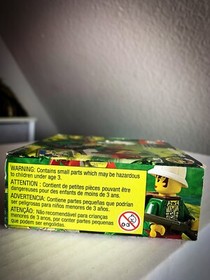 WARNING: Contains small parts which may be hazardous
to children under age 3.
ATTENTION : Contient de petites pièces pouvant être
dangereuses pour des enfants de moins de 3 ans.
ADVERTENCIA: Contiene partes pequeñas que podrían
ser peligrosas para niños menores de 3 años.
ATENÇÃO. Não recomendável para crianças
menores de 3 anos, por conter partes pequenas
que podem ser engolidas.